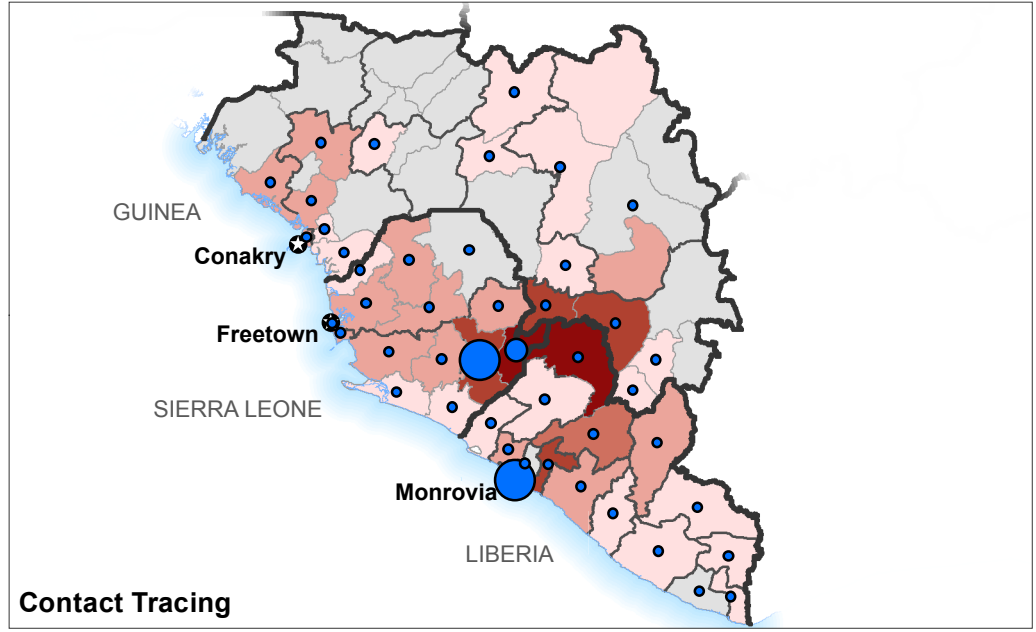 GUINEA
Conakry
Freetown
SIERRA LEONE
Monrovia
LIBERIA
Contact Tracing